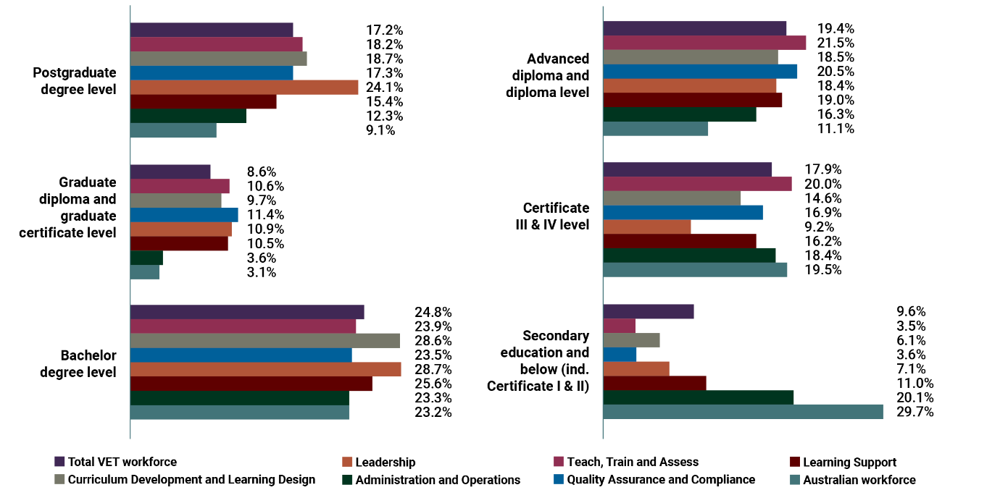 Postgraduate
degree level
17.2%
18.2%
18.7%
17.3%
24.1%
15.4%
12.3%
9.1%
Graduate
diploma and
graduate
certificate level
8.6%
10.6%
9.7%
11.4%
10.9%
10.5%
3.6%
3.1%
Bachelor
degree level
24.8%
23.9%
28.6%
23.5%
28.7%
25.6%
23.3%
23.2%
Advanced
diploma and
diploma level
19.4%
21.5%
18.5%
20.5%
18.4%
19.0%
16.3%
11.1%
Certificate
III & IV level
17.9%
20.0%
14.6%
16.9%
9.2%
16.2%
18.4%
19.5%
Secondary
education and
below (ind.
Certificate I & II)
9.6%
3.5%
6.1%
3.6%
7.1%
11.0%
20.1%
29.7%
Total VET workforce
Leadership
Teach, Train and Assess
Learning Support
Curriculum Development and Learning Design
Administration and Operations
Quality Assurance and Compliance
Australian workforce